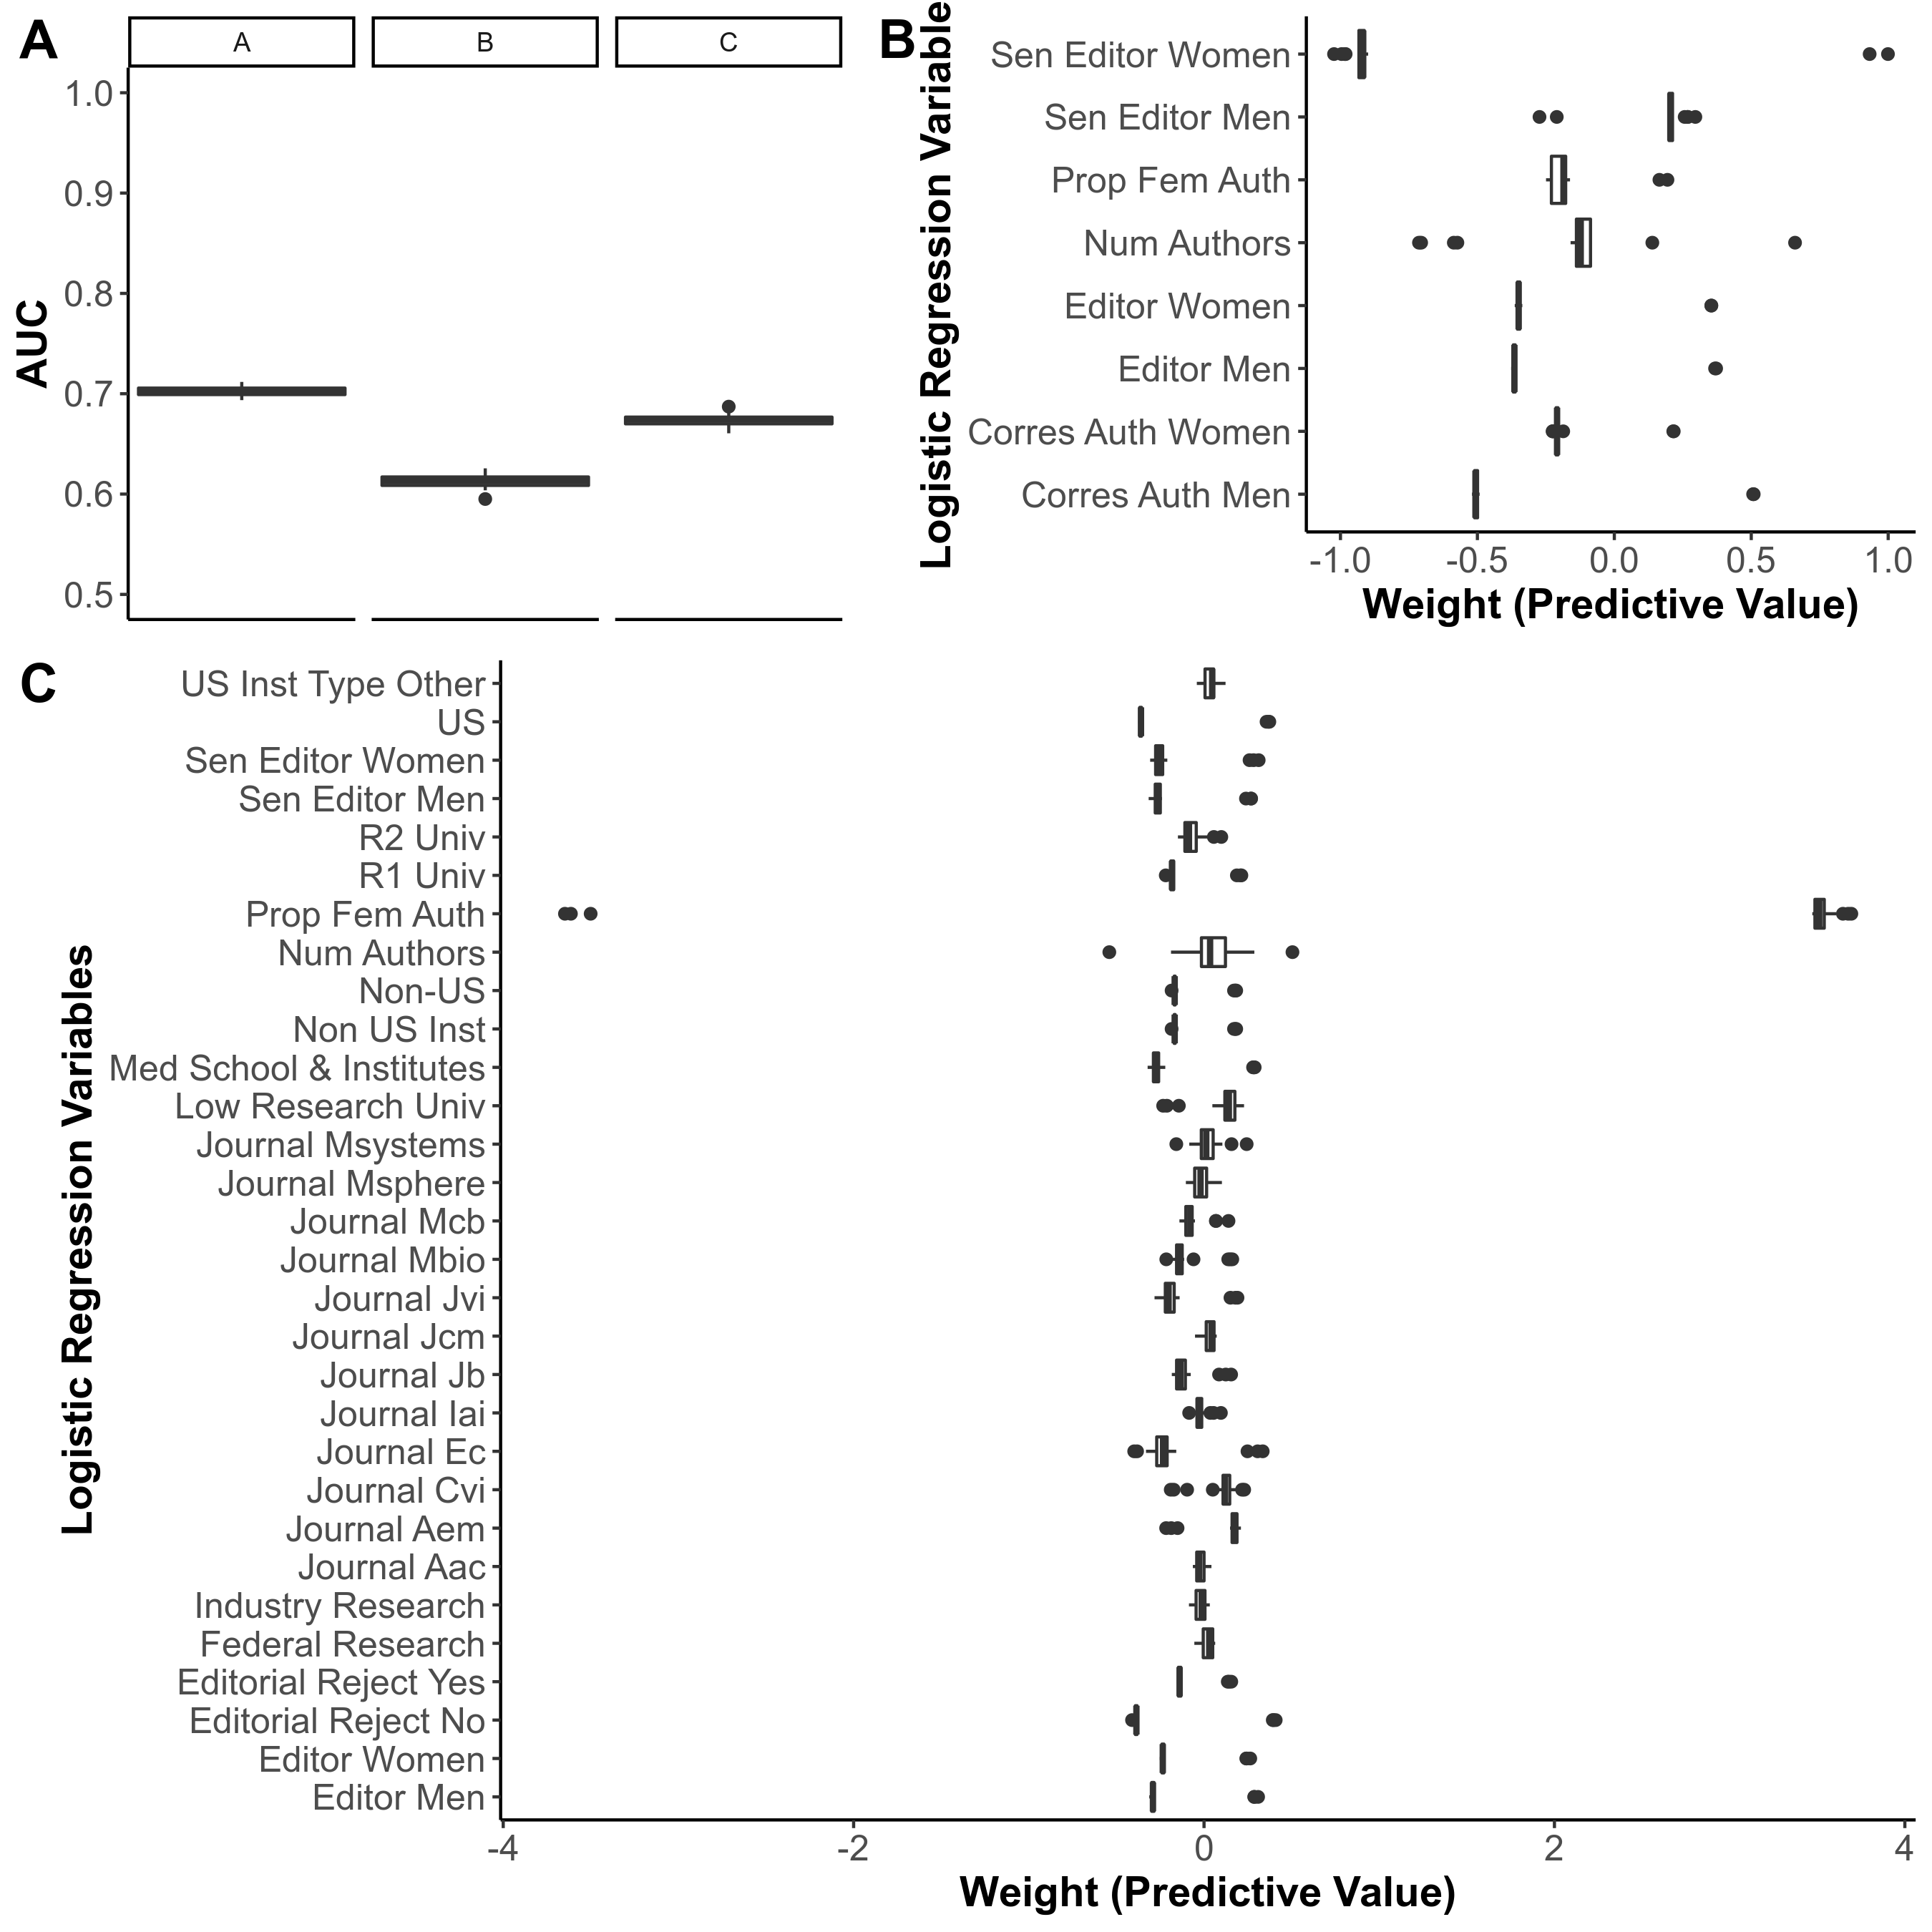 A
A
B
C
1.0
0.9
0.8
0.7
0.6
0.5
AUC
B
Logistic Regression Variable
Sen Editor Women
Sen Editor Men
Prop Fem Auth
Num Authors
Editor Women
Editor Men
Corres Auth Women
Corres Auth Men
-1.0 -0.5 0.0 0.5 1.0
Weight (Predictive Value)
C
Logistic Regression Variables
US Inst Type Other
US
Sen Editor Women
Sen Editor Men
R2 Univ
R1 Univ
Prop Fem Auth
Num Authors
Non-US
Non US Inst
Med School & Institutes
Low Research Univ
Journal Msystems
Journal Msphere
Journal Mcb
Journal Mbio
Journal Jvi
Journal Jcm
Journal Jb
Journal Iai
Journal Ec
Journal Cvi
Journal Aem
Journal Aac
Industry Research
Federal Research
Editorial Reject Yes
Editorial Reject No
Editor Women
Editor Men
-4 -2 0 2 4
Weight (Predictive Value)